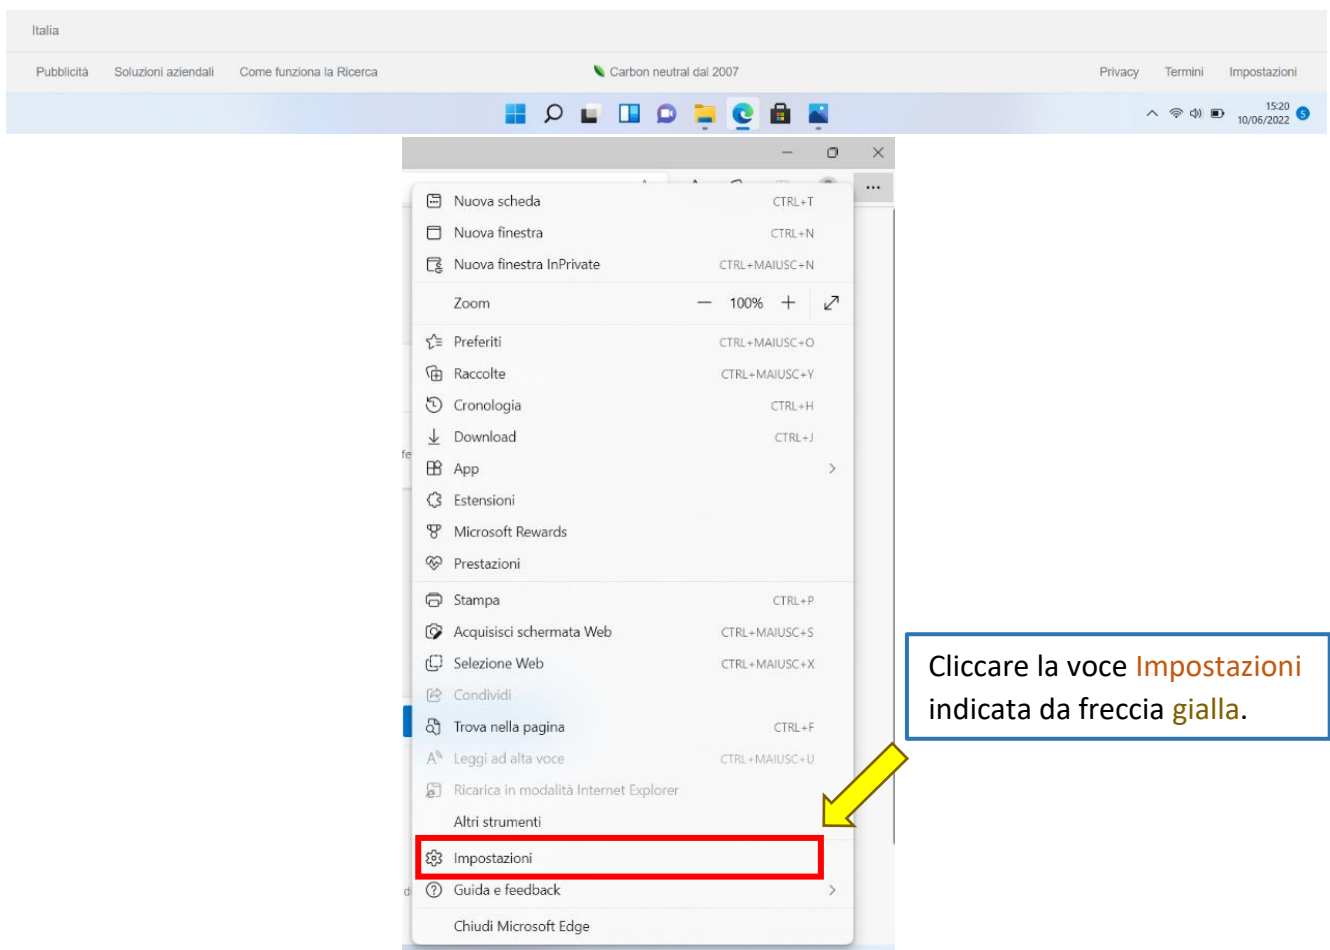 Italia
Pubblicità Soluzioni aziendali Come funziona la Ricerca Carbon neutral dal 2007 Privacy Termini Impostazioni
15:20
10/06/2022 5
Nuova scheda CTRL+T
Nuova finestra CTRL+N
Nuova finestra InPrivate CTRL+MAIUSC+N
Zoom — 100% +
Preferiti CTRL+MAIUSC+O
Raccolte CTRL+MAIUSC+Y
Cronologia CTRL+H
Download CTRL+J
fe
App
Estensioni
Microsoft Rewards
Prestazioni
Stampa CTRL+P
Acquisisci schermata Web CTRL+MAIUSC+S
Selezione Web CTRL+MAIUSC+X
Condividi
Trova nella pagina CTRL+F
Leggi ad alta voce CTRL+MAIUSC+U
Ricarica in modalità Internet Explorer
Altri strumenti
Impostazioni
d Guida e feedback
Chiudi Microsoft Edge
Cliccare la voce Impostazioni
indicata da freccia gialla.